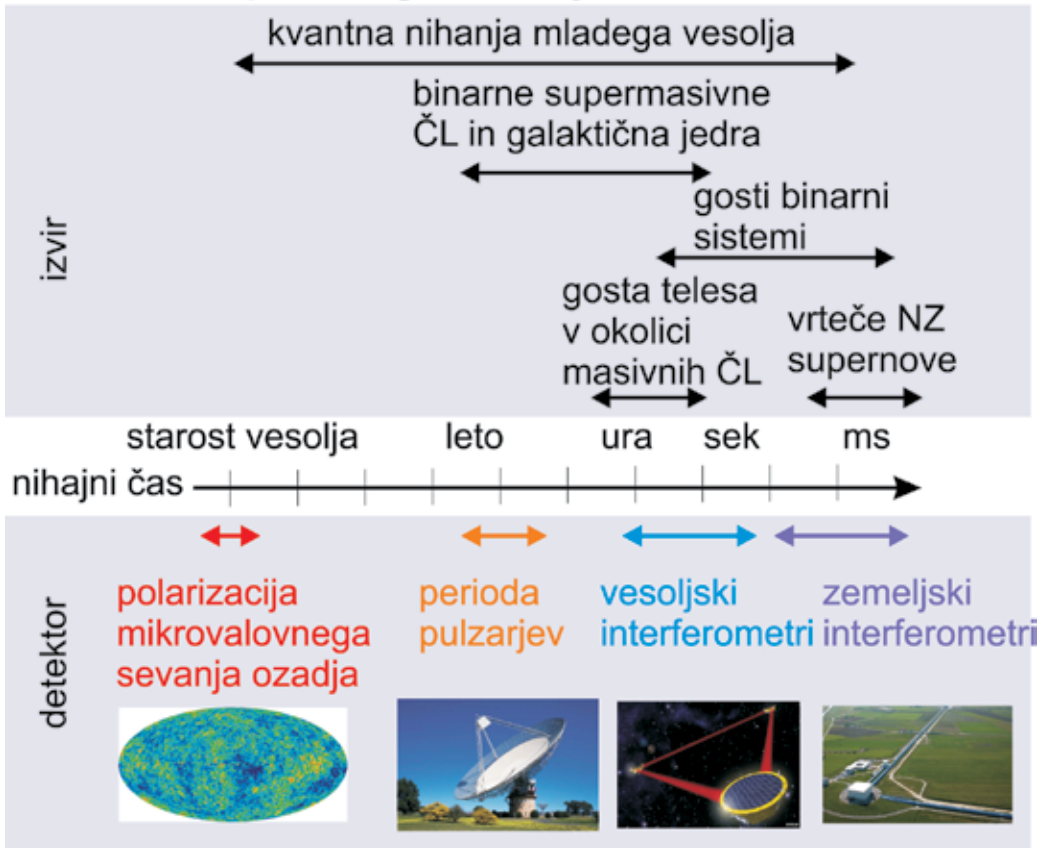 kvantna nihanja mladega vesolja
binarne supermasivne
ČL in galaktična jedra
gosti binarni
sistemi
gosta telesa
v okolici
masivnih ČL
vrteče NZ
supernove
izvir
starost vesolja leto ura sek ms
nihajni čas
polarizacija
mikrovalovnega
sevanja ozadja
perioda
pulzarjev
vesoljski
interferometri
zemeljski
interferometri
detektor